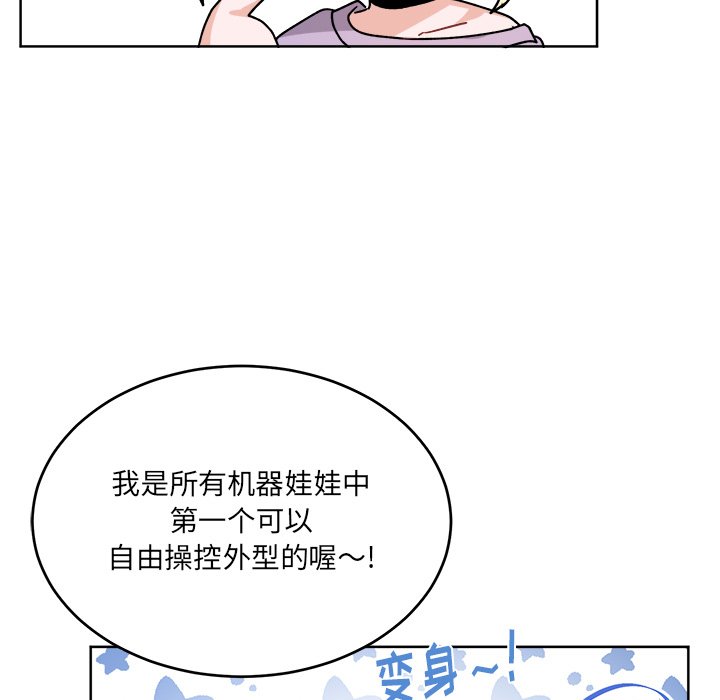 我是所有机器娃娃中
第一个可以
自由操控外型的喔～!
变身～!